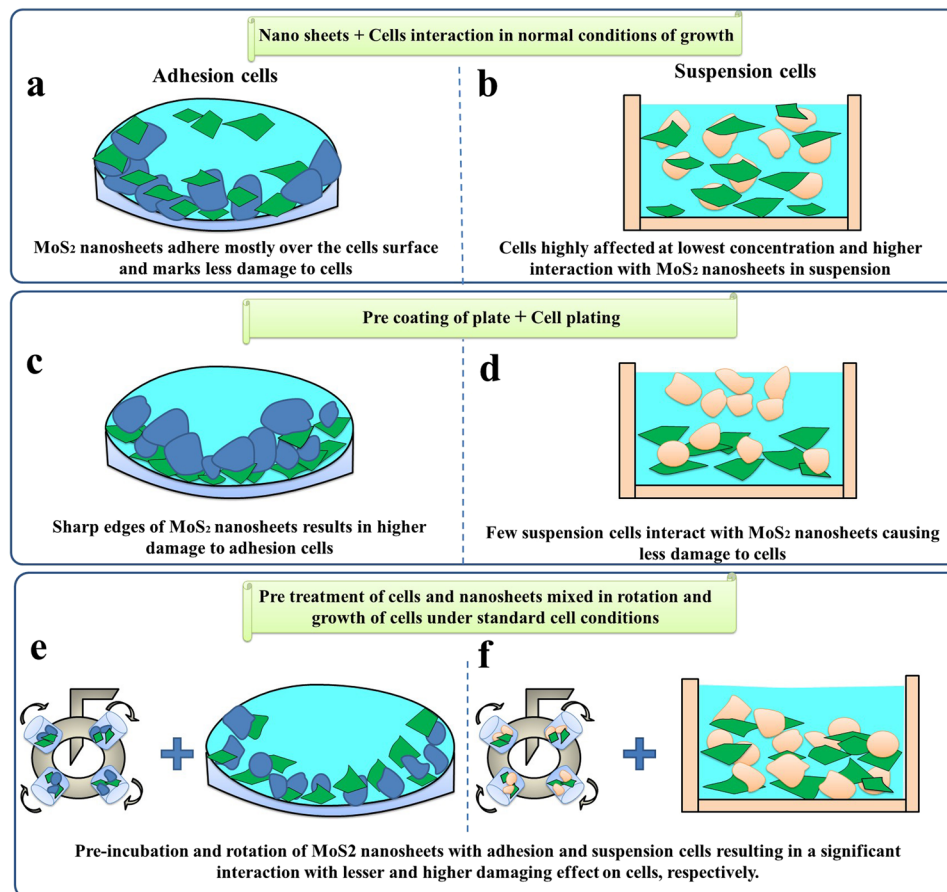 Nano sheets + Cells interaction in normal conditions of growth
a
Adhesion cells
b
Suspension cells
MoS₂ nanosheets adhere mostly over the cells surface
and marks less damage to cells
Cells highly affected at lowest concentration and higher
interaction with MoS₂ nanosheets in suspension
Pre coating of plate + Cell plating
c
d
Sharp edges of MoS₂ nanosheets results in higher
damage to adhesion cells
Few suspension cells interact with MoS₂ nanosheets causing
less damage to cells
Pre treatment of cells and nanosheets mixed in rotation and
growth of cells under standard cell conditions
e
f
Pre-incubation and rotation of MoS2 nanosheets with adhesion and suspension cells resulting in a significant
interaction with lesser and higher damaging effect on cells, respectively.